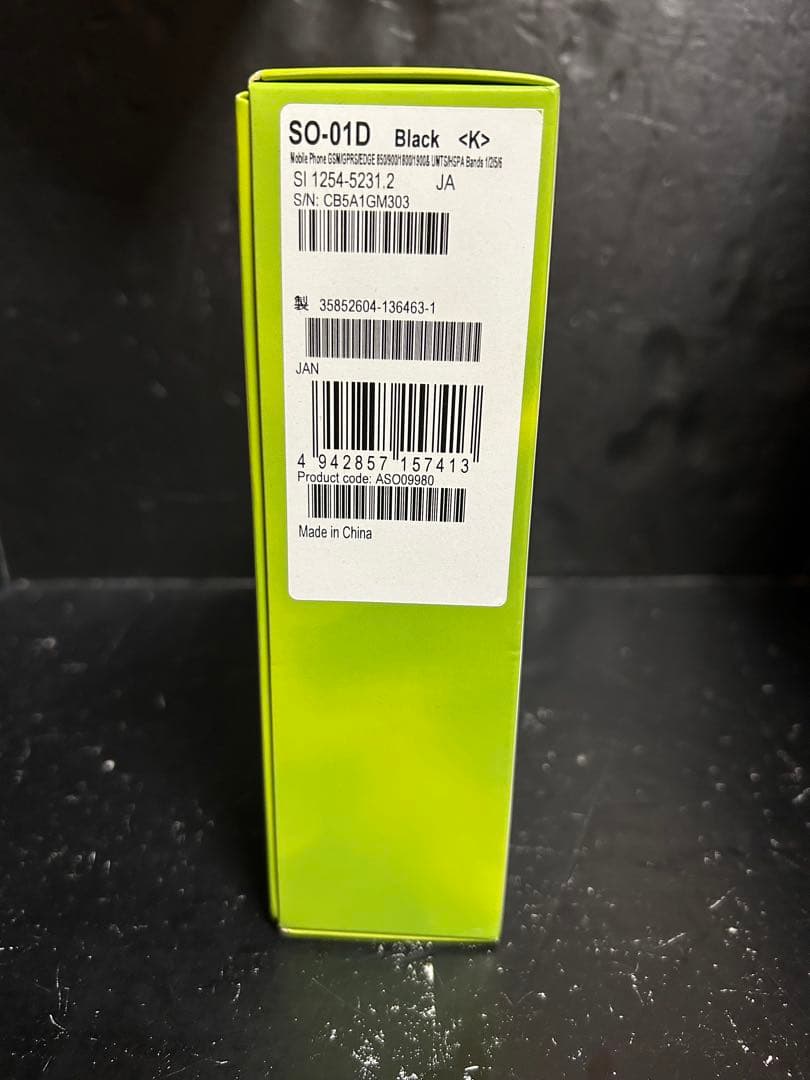 SO-01D Black <K>
Mobile Phone GSM/GPRS/EDGE 850/900/1800/1900& UMTS/HSPA Bands 1/2/5/6
SI 1254-5231.2 JA
S/N: CB5A1GM303
製 35852604-136463-1
JAN
4 942857 157413
Product code: ASO09980
Made in China